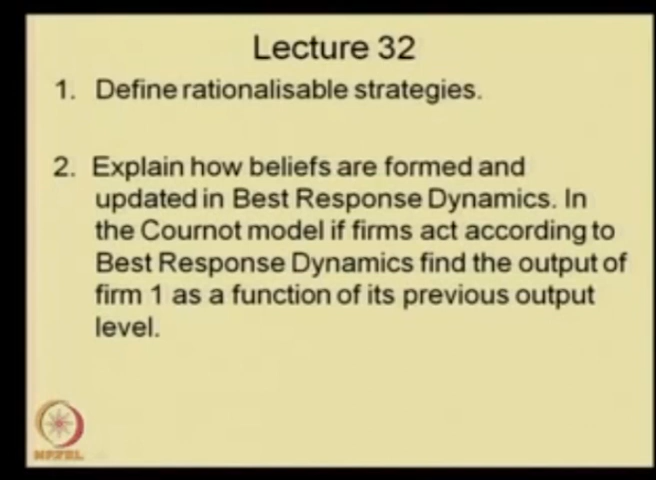 Lecture 32
1. Define rationalisable strategies.
2. Explain how beliefs are formed and
updated in Best Response Dynamics. In
the Cournot model if firms act according to
Best Response Dynamics find the output of
firm 1 as a function of its previous output
level.
NPTEL